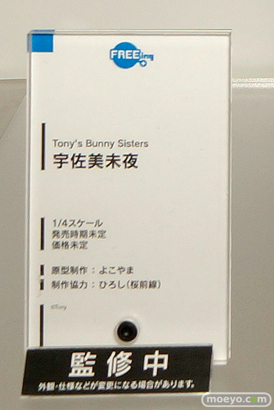 FREEing
Tony's Bunny Sisters
宇佐美未夜
1/4スケール
発売時期未定
価格未定
原型制作：よこやま
制作協力：ひろし（桜前線）
©Tony
監修中
外観・仕様などが変更になる場合があります。
moeyo.com